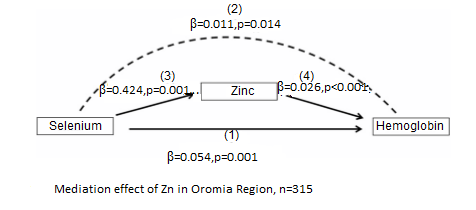 (2)
β=0.011,p=0.014
(3)
(4)
β=0.424,p=0.001
Zinc
β=0.026,p<0.001
Selenium
Hemoglobin
(1)
β=0.054,p=0.001
Mediation effect of Zn in Oromia Region, n=315